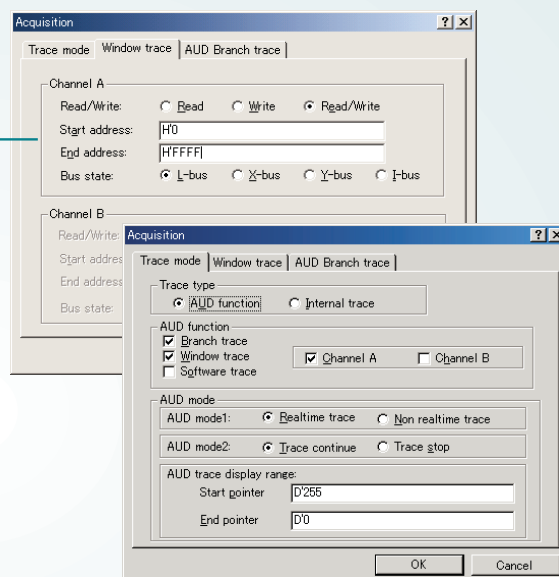 Acquisition
Trace mode Window trace AUD Branch trace
Channel A
Read/Write: Read Write Read/Write
Start address: H'0
End address: H'FFFF
Bus state: L-bus X-bus Y-bus I-bus
Channel B
Read/Write:
Start
End address
Bus state:
Acquisition
Trace mode Window trace AUD Branch trace
Trace type
AUD function Internal trace
AUD function
Branch trace
Window trace Channel A Channel B
Software trace
AUD mode
AUD mode1: Realtime trace Non realtime trace
AUD mode2: Trace continue Trace stop
AUD trace display range:
Start pointer D'255
End pointer D'0
OK Cancel